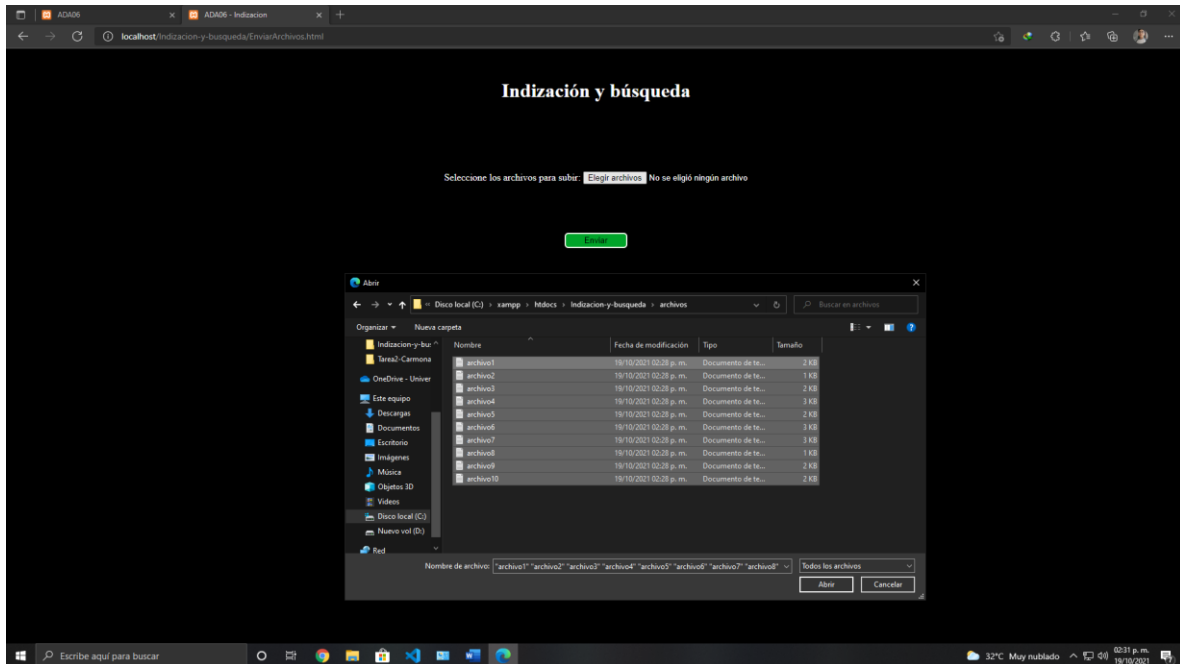 ADA06
ADA06 - Indizacion
localhost/Indizacion-y-busqueda/EnviarArchivos.html
Indización y búsqueda
Seleccione los archivos para subir: Elegir archivos No se eligió ningún archivo
Enviar
Abrir
« Disco local (C:) › xampp › htdocs › Indizacion-y-busqueda › archivos
Buscar en archivos
Organizar Nueva carpeta
Nombre Fecha de modificación Tipo Tamaño
Indizacion-y-bu
Tarea2-Carmona
OneDrive - Univer
Este equipo
Descargas
Documentos
Escritorio
Imágenes
Música
Objetos 3D
Videos
Disco local (C:)
Nuevo vol (D:)
Red
archivo1 19/10/2021 02:28 p. m. Documento de te... 2 KB
archivo2 19/10/2021 02:28 p. m. Documento de te... 1 KB
archivo3 19/10/2021 02:28 p. m. Documento de te... 2 KB
archivo4 19/10/2021 02:28 p. m. Documento de te... 3 KB
archivo5 19/10/2021 02:28 p. m. Documento de te... 2 KB
archivo6 19/10/2021 02:28 p. m. Documento de te... 3 KB
archivo7 19/10/2021 02:28 p. m. Documento de te... 3 KB
archivo8 19/10/2021 02:28 p. m. Documento de te... 1 KB
archivo9 19/10/2021 02:28 p. m. Documento de te... 2 KB
archivo10 19/10/2021 02:28 p. m. Documento de te... 2 KB
Nombre de archivo: "archivo1" "archivo2" "archivo3" "archivo4" "archivo5" "archivo6" "archivo7" "archivo8" Todos los archivos
Abrir Cancelar
Escribe aquí para buscar
32°C Muy nublado
02:31 p. m.
19/10/2021